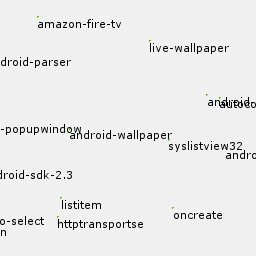 amazon-fire-tv
live-wallpaper
droid-parser
android-
-popupwindow
android-wallpaper
syslistview32
andro
droid-sdk-2.3
listitem
oncreate
o-select
httptransportse
n